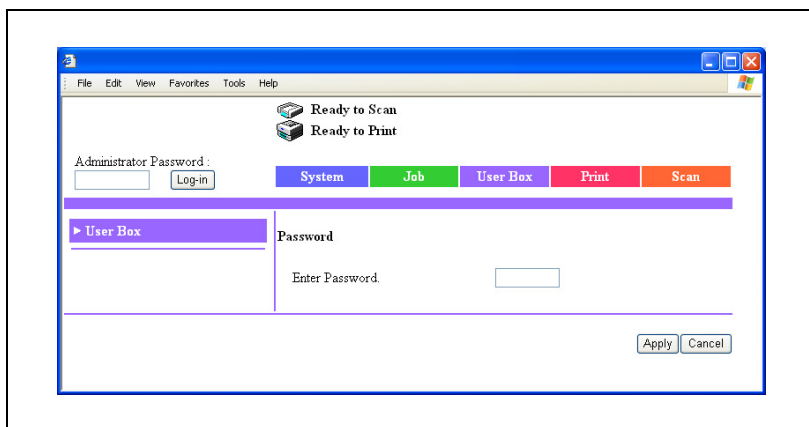 File Edit View Favorites Tools Help
Ready to Scan
Ready to Print
Administrator Password :
Log-in
System Job User Box Print Scan
User Box
Password
Enter Password.
Apply Cancel